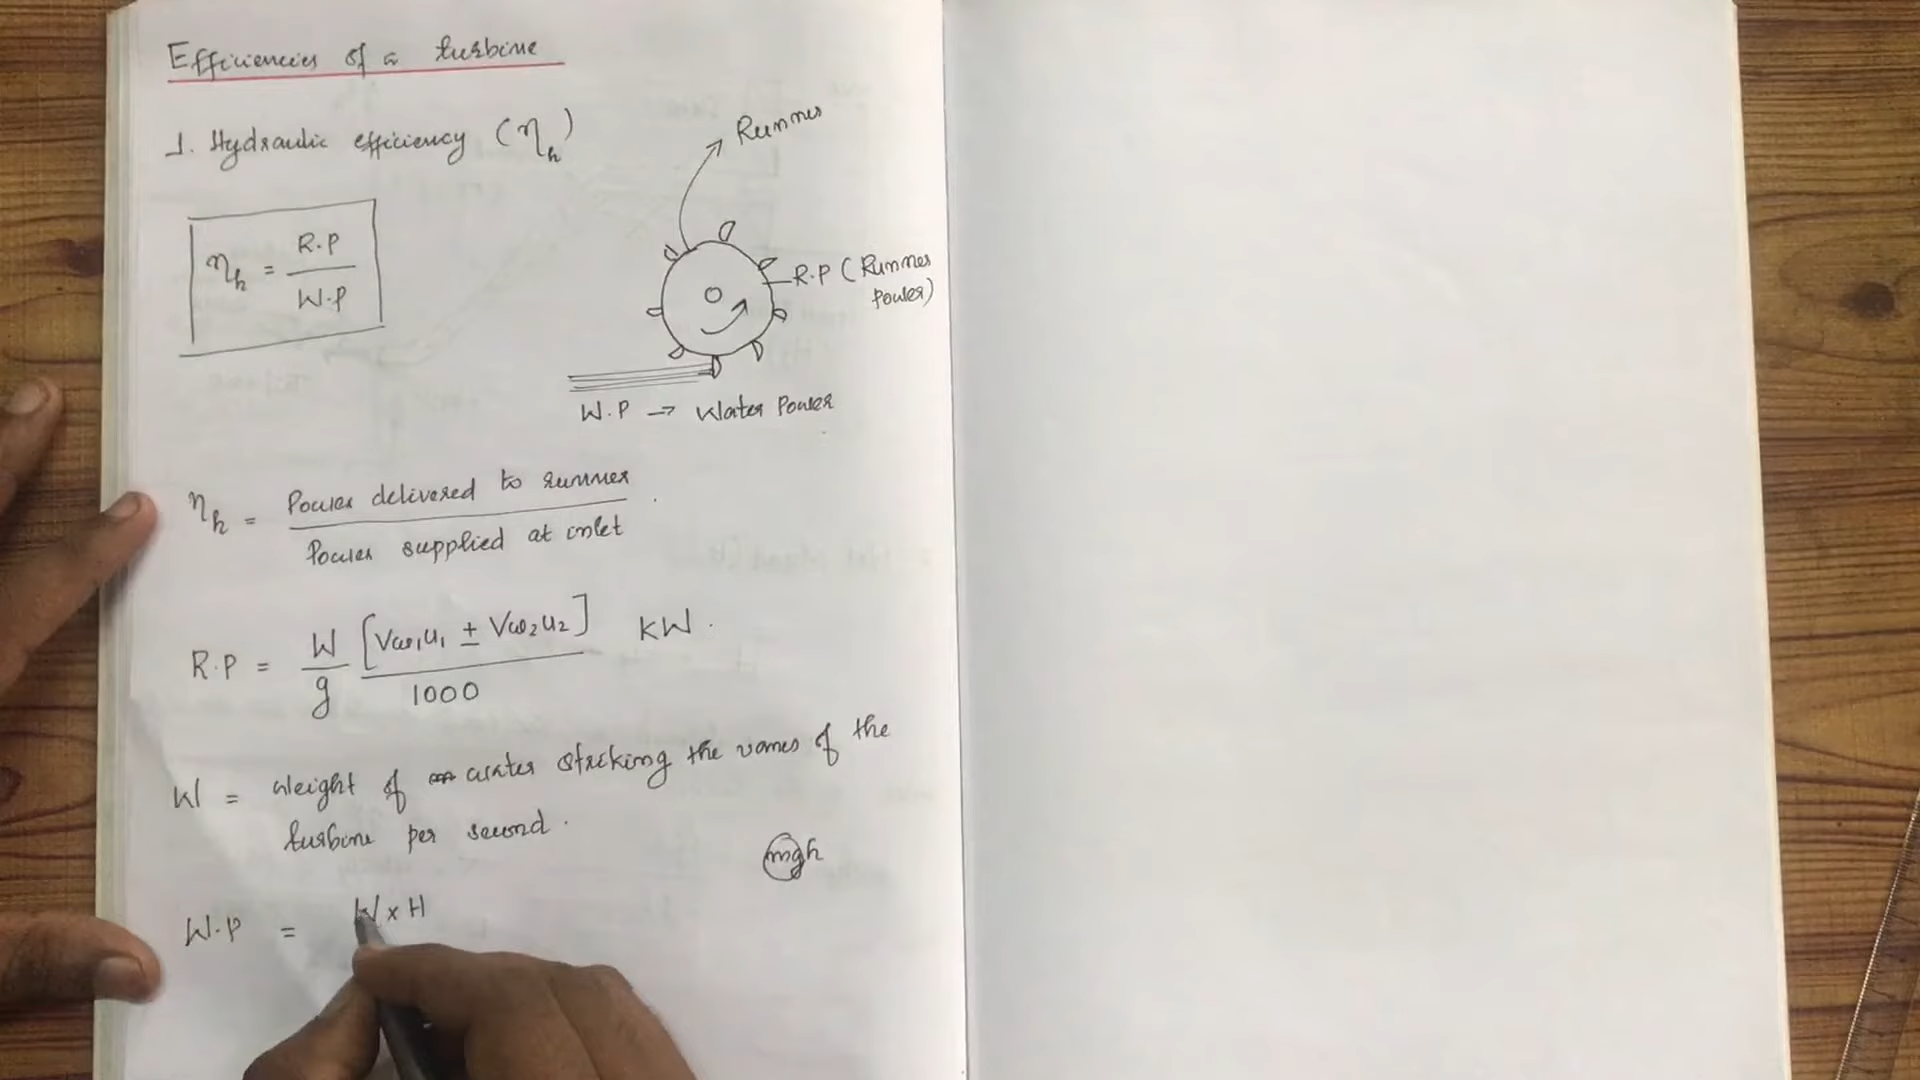 Efficiencies of a turbine
1. Hydraulic efficiency (ηh)
Runner
ηh = R.P / W.P
R.P (Runner
Power)
W.P → Water Power
ηh = Power delivered to runner / Power supplied at inlet
R.P = W/g [Vw1u1 ± Vw2u2] / 1000 KW.
W = Weight of water striking the vanes of the
turbine per second.
mgh
W.P = W x H